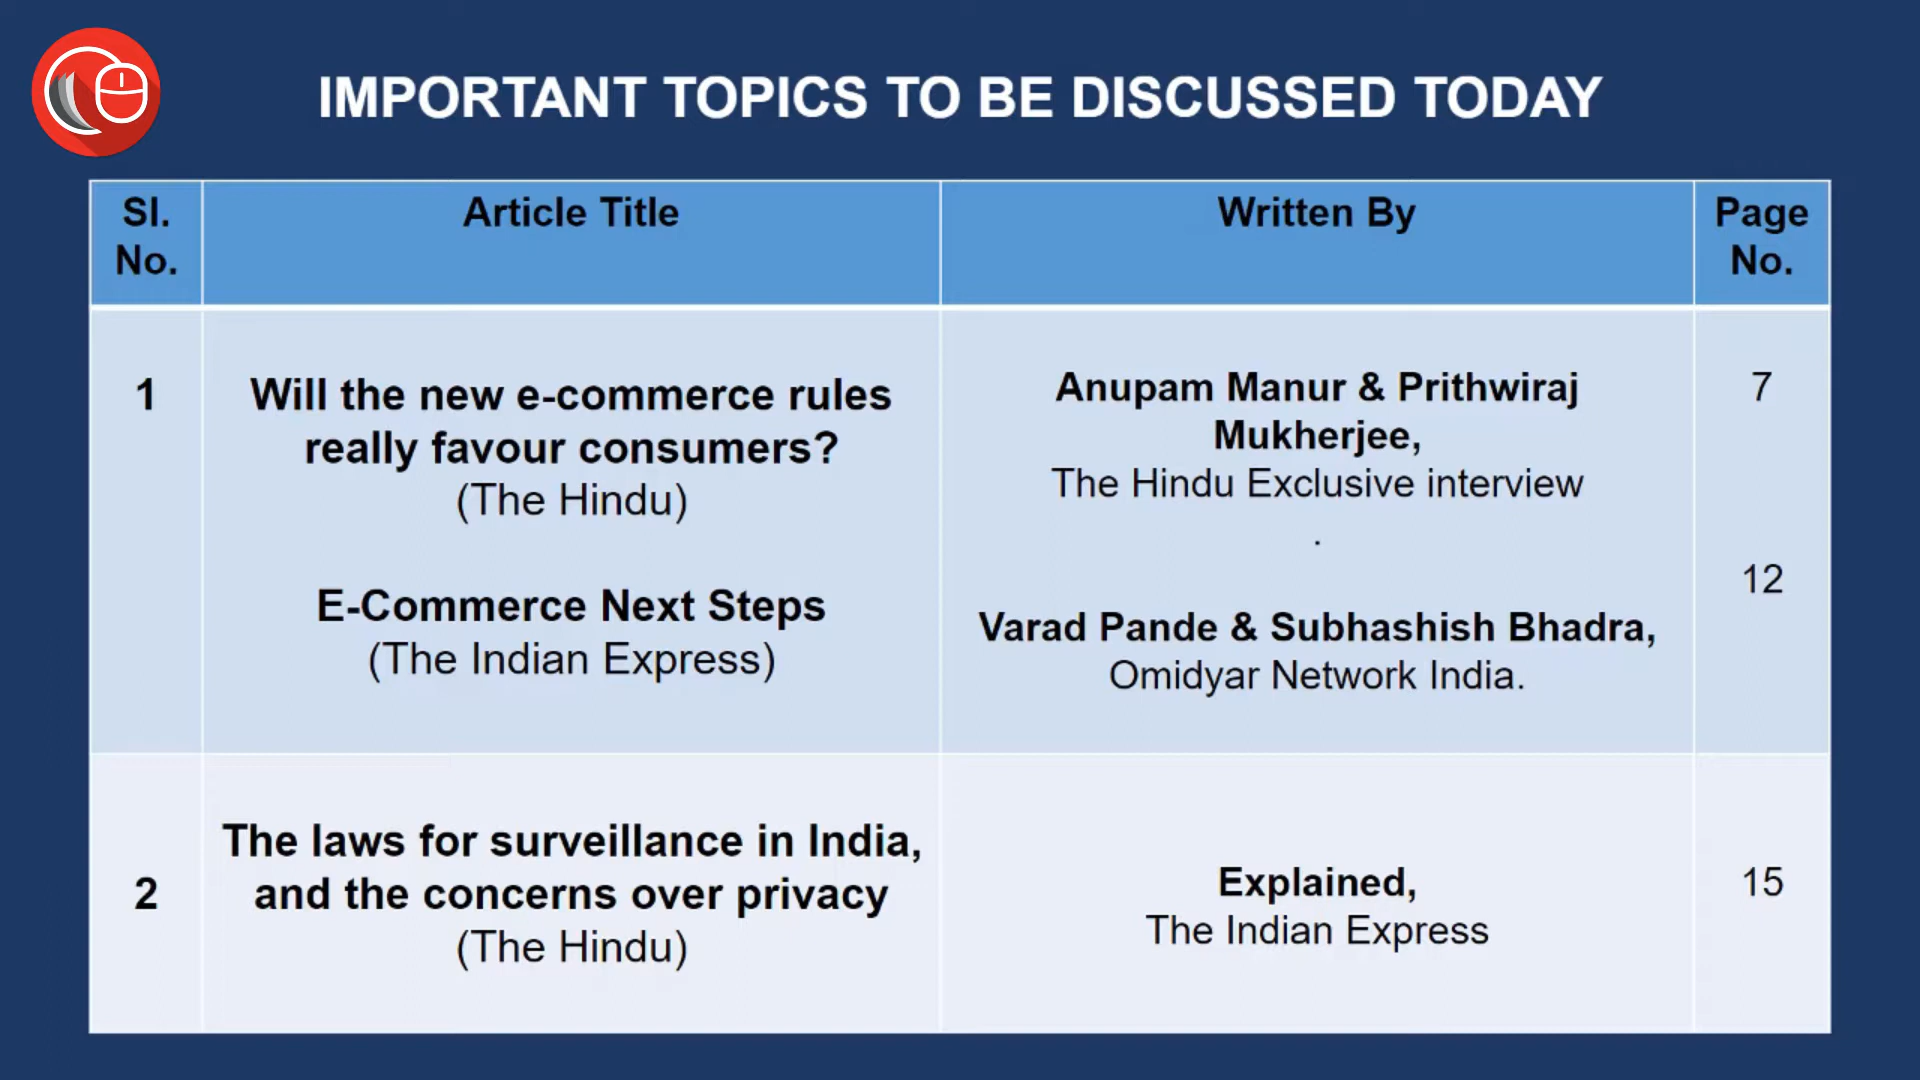 IMPORTANT TOPICS TO BE DISCUSSED TODAY
Sl.
No.
Article Title
Written By
Page
No.
1
Will the new e-commerce rules
really favour consumers?
(The Hindu)
E-Commerce Next Steps
(The Indian Express)
Anupam Manur & Prithwiraj
Mukherjee,
The Hindu Exclusive interview
.
Varad Pande & Subhashish Bhadra,
Omidyar Network India.
7
12
2
The laws for surveillance in India,
and the concerns over privacy
(The Hindu)
Explained,
The Indian Express
15